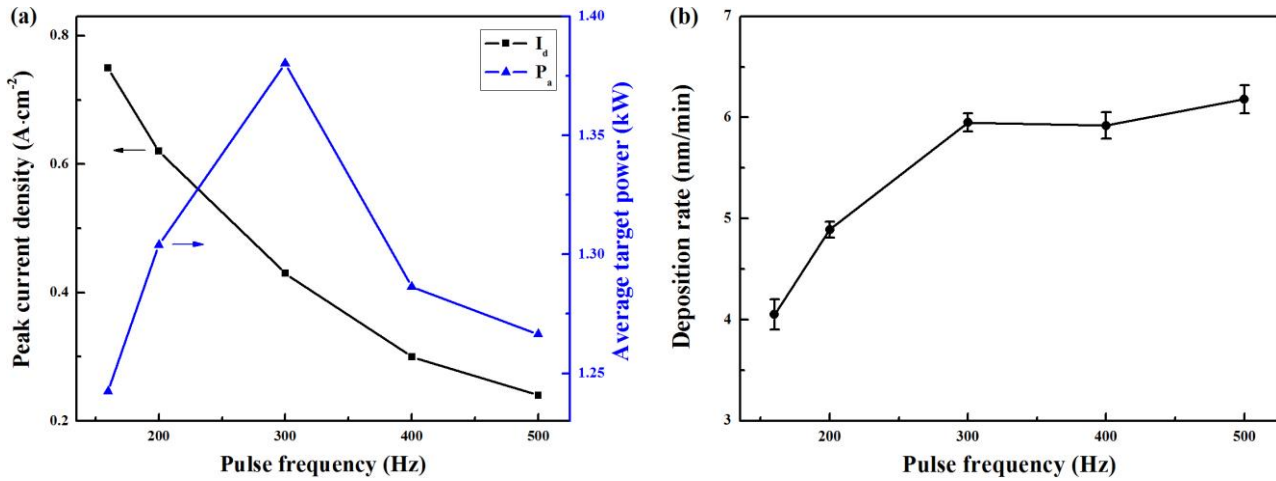 (a)
I_d
P_a
Peak current density (A·cm⁻²)
0.8
0.6
0.4
0.2
Average target power (kW)
1.40
1.35
1.30
1.25
200 300 400 500
Pulse frequency (Hz)
(b)
Deposition rate (nm/min)
7
6
5
4
3
200 300 400 500
Pulse frequency (Hz)